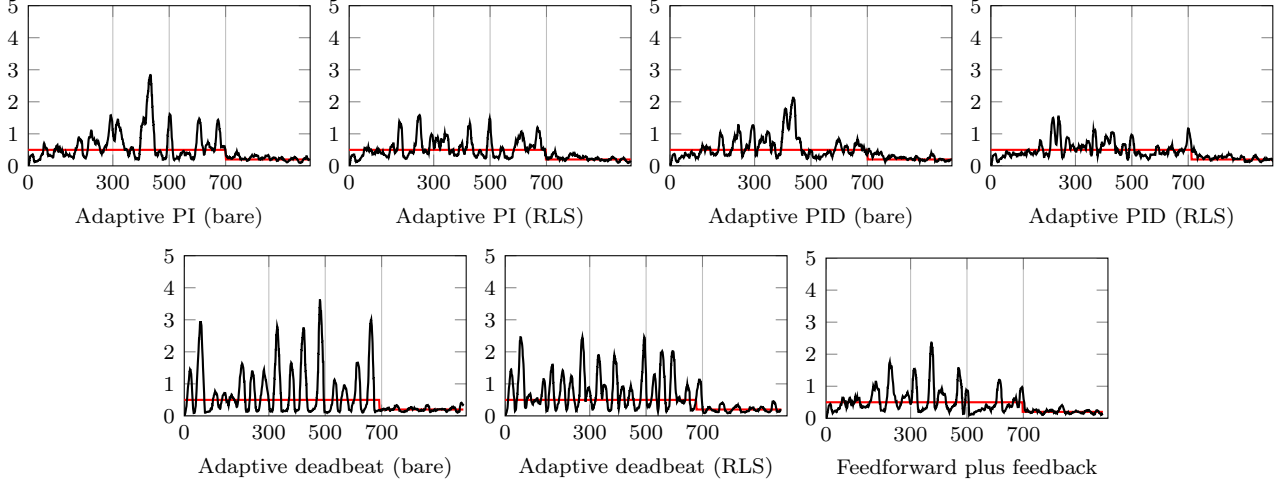 5 5 5 5
4 4 4 4
3 3 3 3
2 2 2 2
1 1 1 1
0 0 0 0
0 300 500 700 0 300 500 700 0 300 500 700 0 300 500 700
Adaptive PI (bare) Adaptive PI (RLS) Adaptive PID (bare) Adaptive PID (RLS)
5 5 5
4 4 4
3 3 3
2 2 2
1 1 1
0 0 0
0 300 500 700 0 300 500 700 0 300 500 700
Adaptive deadbeat (bare) Adaptive deadbeat (RLS) Feedforward plus feedback